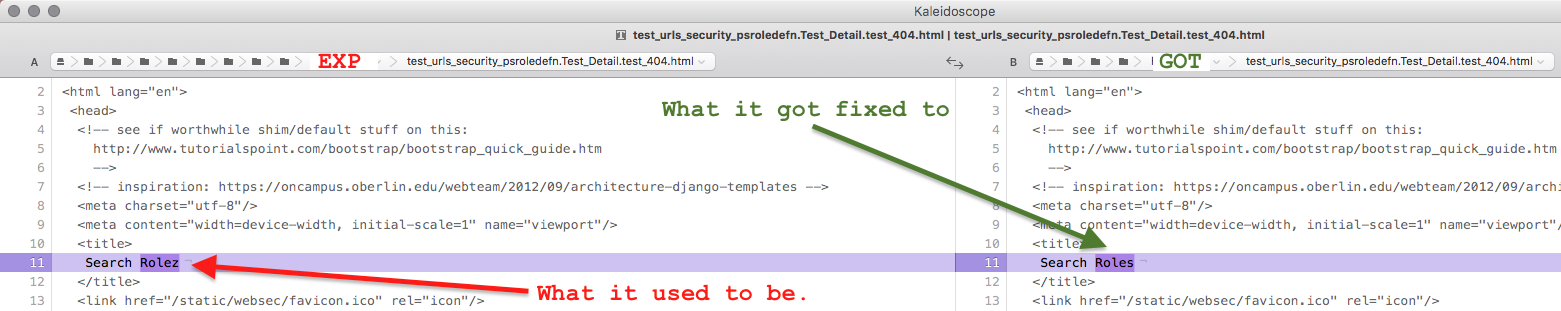 Kaleidoscope
test_urls_security_psroledefn.Test_Detail.test_404.html | test_urls_security_psroledefn.Test_Detail.test_404.html
A EXP test_urls_security_psroledefn.Test_Detail.test_404.html
B GOT test_urls_security_psroledefn.Test_Detail.test_404.html
2 <html lang="en">
3 <head>
4 <!-- see if worthwhile shim/default stuff on this:
5 http://www.tutorialspoint.com/bootstrap/bootstrap_quick_guide.htm
6 -->
7 <!-- inspiration: https://oncampus.oberlin.edu/webteam/2012/09/architecture-django-templates -->
8 <meta charset="utf-8"/>
9 <meta content="width=device-width, initial-scale=1" name="viewport"/>
10 <title>
11 Search Rolez ¬
12 </title>
13 <link href="/static/websec/favicon.ico" rel="icon"/>
What it got fixed to
What it used to be.
2 <html lang="en">
3 <head>
4 <!-- see if worthwhile shim/default stuff on this:
5 http://www.tutorialspoint.com/bootstrap/bootstrap_quick_guide.htm
6 -->
7 <!-- inspiration: https://oncampus.oberlin.edu/webteam/2012/09/archi
8 <meta charset="utf-8"/>
9 <meta content="width=device-width, initial-scale=1" name="viewport"/
10 <title>
11 Search Roles ¬
12 </title>
13 <link href="/static/websec/favicon.ico" rel="icon"/>